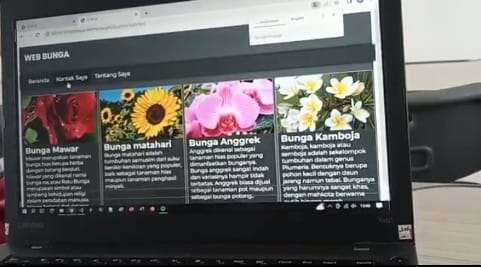 WEB BUNGA
Beranda Kontak Saya Tentang Saya
Bunga Mawar
Mawar merupakan tanaman
bunga hias berupa herba
dengan batang berduri.
Mawar yang dikenal nama
bunga ros atau Ratu Bunga
merupakan simbol atau
lambang kehidupan religi
dalam peradaban manusia.
Bunga matahari
Bunga matahari adalah
tumbuhan semusim dari suku
kenikir-kenikiran yang populer,
baik sebagai tanaman hias
maupun tanaman penghasil
minyak.
Bunga Anggrek
Anggrek dikenal sebagai
tanaman hias populer yang
dimanfaatkan bunganya.
Bunga anggrek sangat indah
dan variasinya hampir tidak
terbatas. Anggrek biasa dijual
sebagai tanaman pot maupun
sebagai bunga potong.
Bunga Kamboja
Kamboja, kamboja atau
semboja adalah sekelompok
tumbuhan dalam genus
Plumeria. Bentuknya berupa
pohon kecil dengan daun
jarang namun tebal. Bunganya
yang harumnya sangat khas,
dengan mahkota berwarna